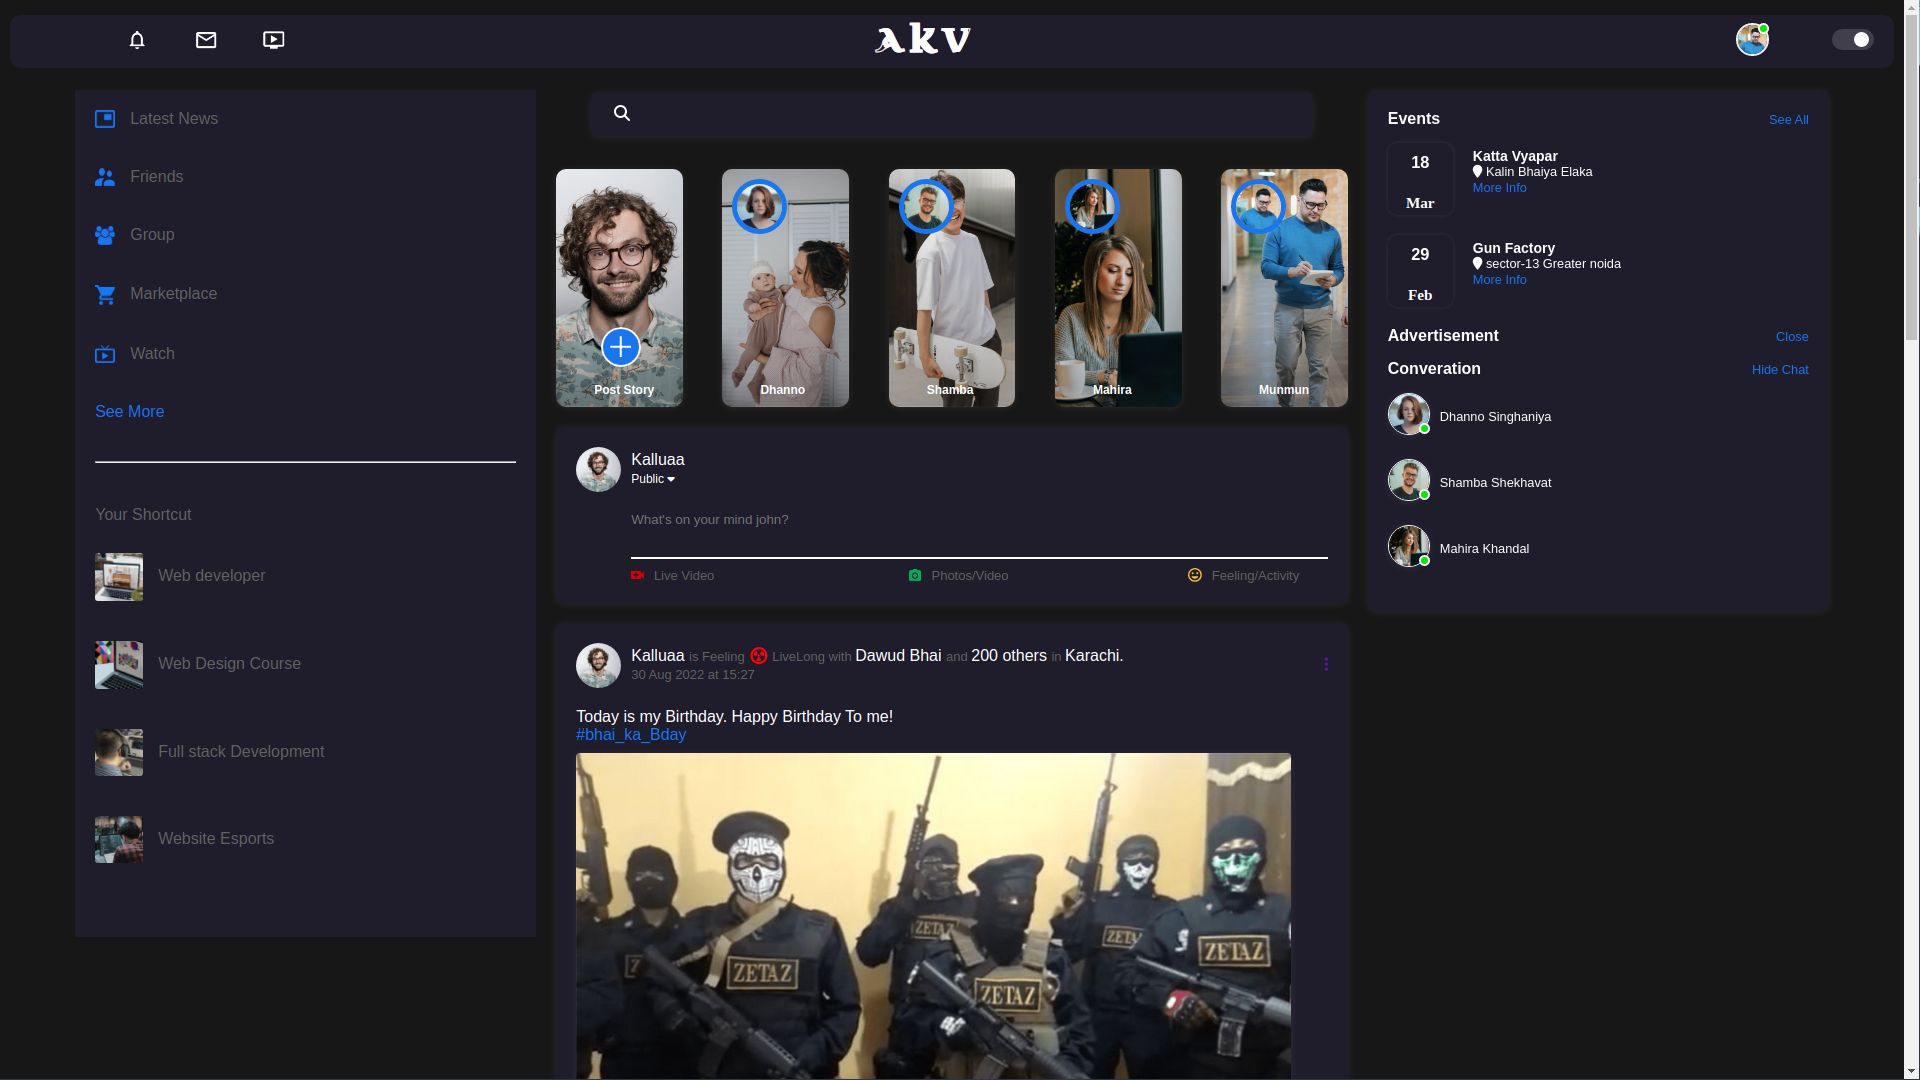 akv
Latest News
Friends
Group
Marketplace
Watch
See More
Your Shortcut
Web developer
Web Design Course
Full stack Development
Website Esports
Post Story
Dhanno
Shamba
Mahira
Munmun
Kalluaa
Public
What's on your mind john?
Live Video
Photos/Video
Feeling/Activity
Kalluaa is Feeling LiveLong with Dawud Bhai and 200 others in Karachi.
30 Aug 2022 at 15:27
Today is my Birthday. Happy Birthday To me!
#bhai_ka_Bday
ZETAZ
ZETAZ
ZETAZ
ZETAZ
Events
See All
18
Mar
Katta Vyapar
Kalin Bhaiya Elaka
More Info
29
Feb
Gun Factory
sector-13 Greater noida
More Info
Advertisement
Close
Converation
Hide Chat
Dhanno Singhaniya
Shamba Shekhavat
Mahira Khandal